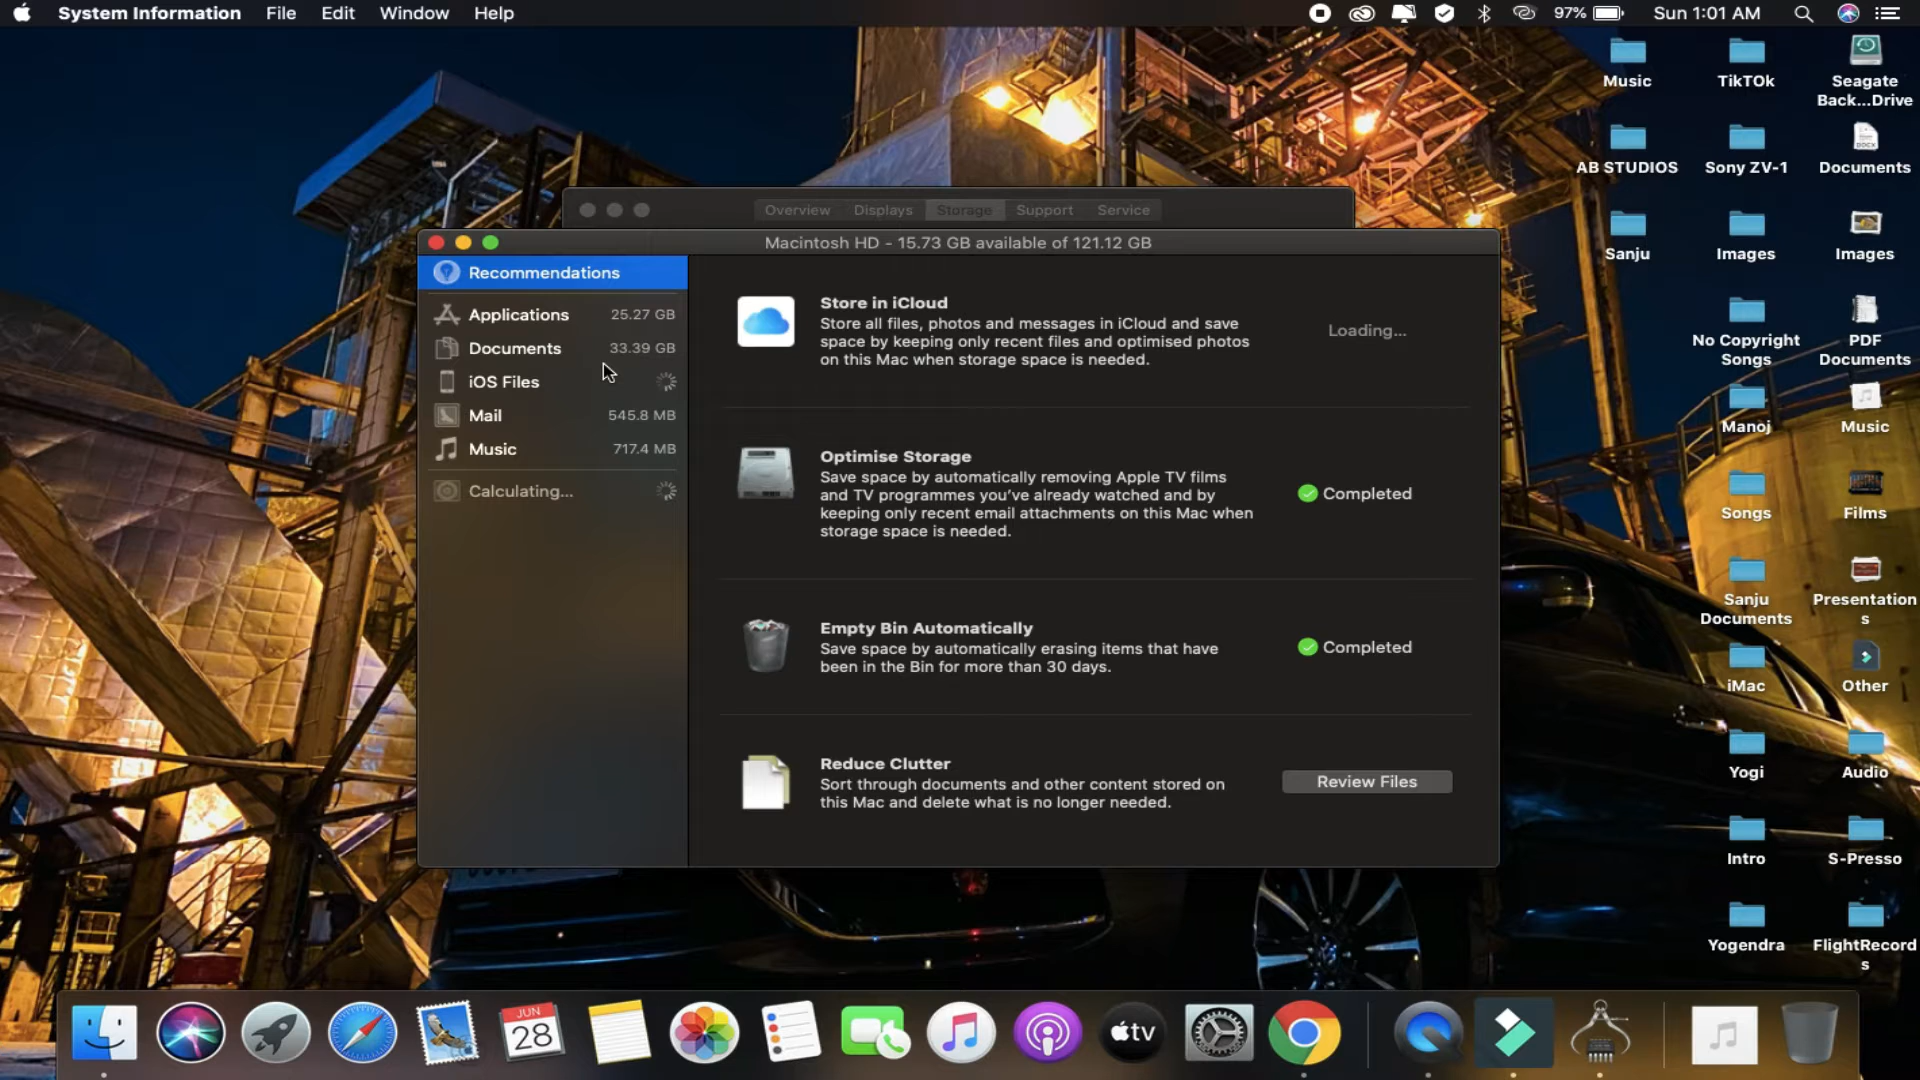 System Information File Edit Window Help
97% Sun 1:01 AM
Music
TikTOk
Seagate
Back...Drive
AB STUDIOS
Sony ZV-1
Documents
Sanju
Images
Images
No Copyright
Songs
PDF
Documents
Manoj
Music
Songs
Films
Sanju
Documents
Presentation
s
iMac
Other
Yogi
Audio
Intro
S-Presso
Yogendra
FlightRecord
s
Overview Displays Storage Support Service
Macintosh HD - 15.73 GB available of 121.12 GB
Recommendations
Applications 25.27 GB
Documents 33.39 GB
iOS Files
Mail 545.8 MB
Music 717.4 MB
Calculating...
Store in iCloud
Store all files, photos and messages in iCloud and save
space by keeping only recent files and optimised photos
on this Mac when storage space is needed.
Loading...
Optimise Storage
Save space by automatically removing Apple TV films
and TV programmes you've already watched and by
keeping only recent email attachments on this Mac when
storage space is needed.
Completed
Empty Bin Automatically
Save space by automatically erasing items that have
been in the Bin for more than 30 days.
Completed
Reduce Clutter
Sort through documents and other content stored on
this Mac and delete what is no longer needed.
Review Files
JUN
28
tv
DOCX